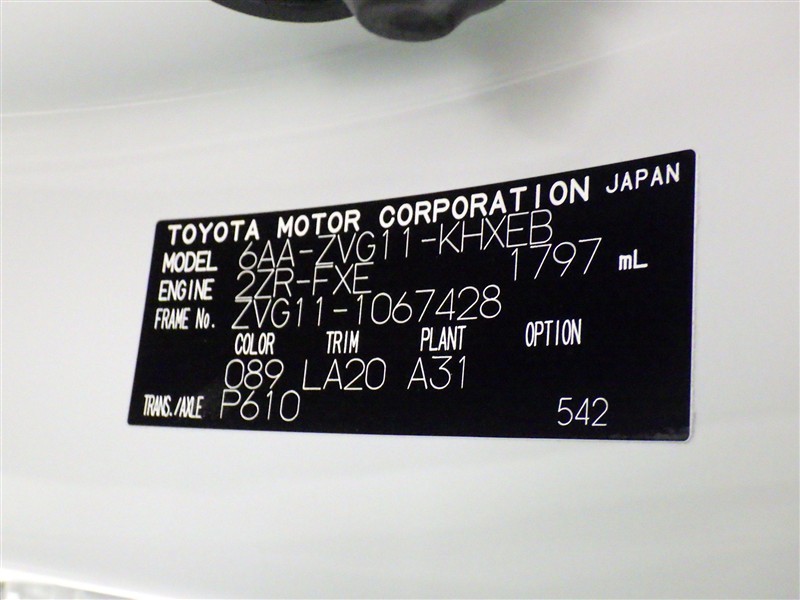 TOYOTA MOTOR CORPORATION JAPAN
MODEL 6AA-ZVG11-KHXEB
ENGINE 2ZR-FXE 1797 mL
FRAME No. ZVG11-1067428
COLOR TRIM PLANT OPTION
089 LA20 A31
TRANS./AXLE P610 542